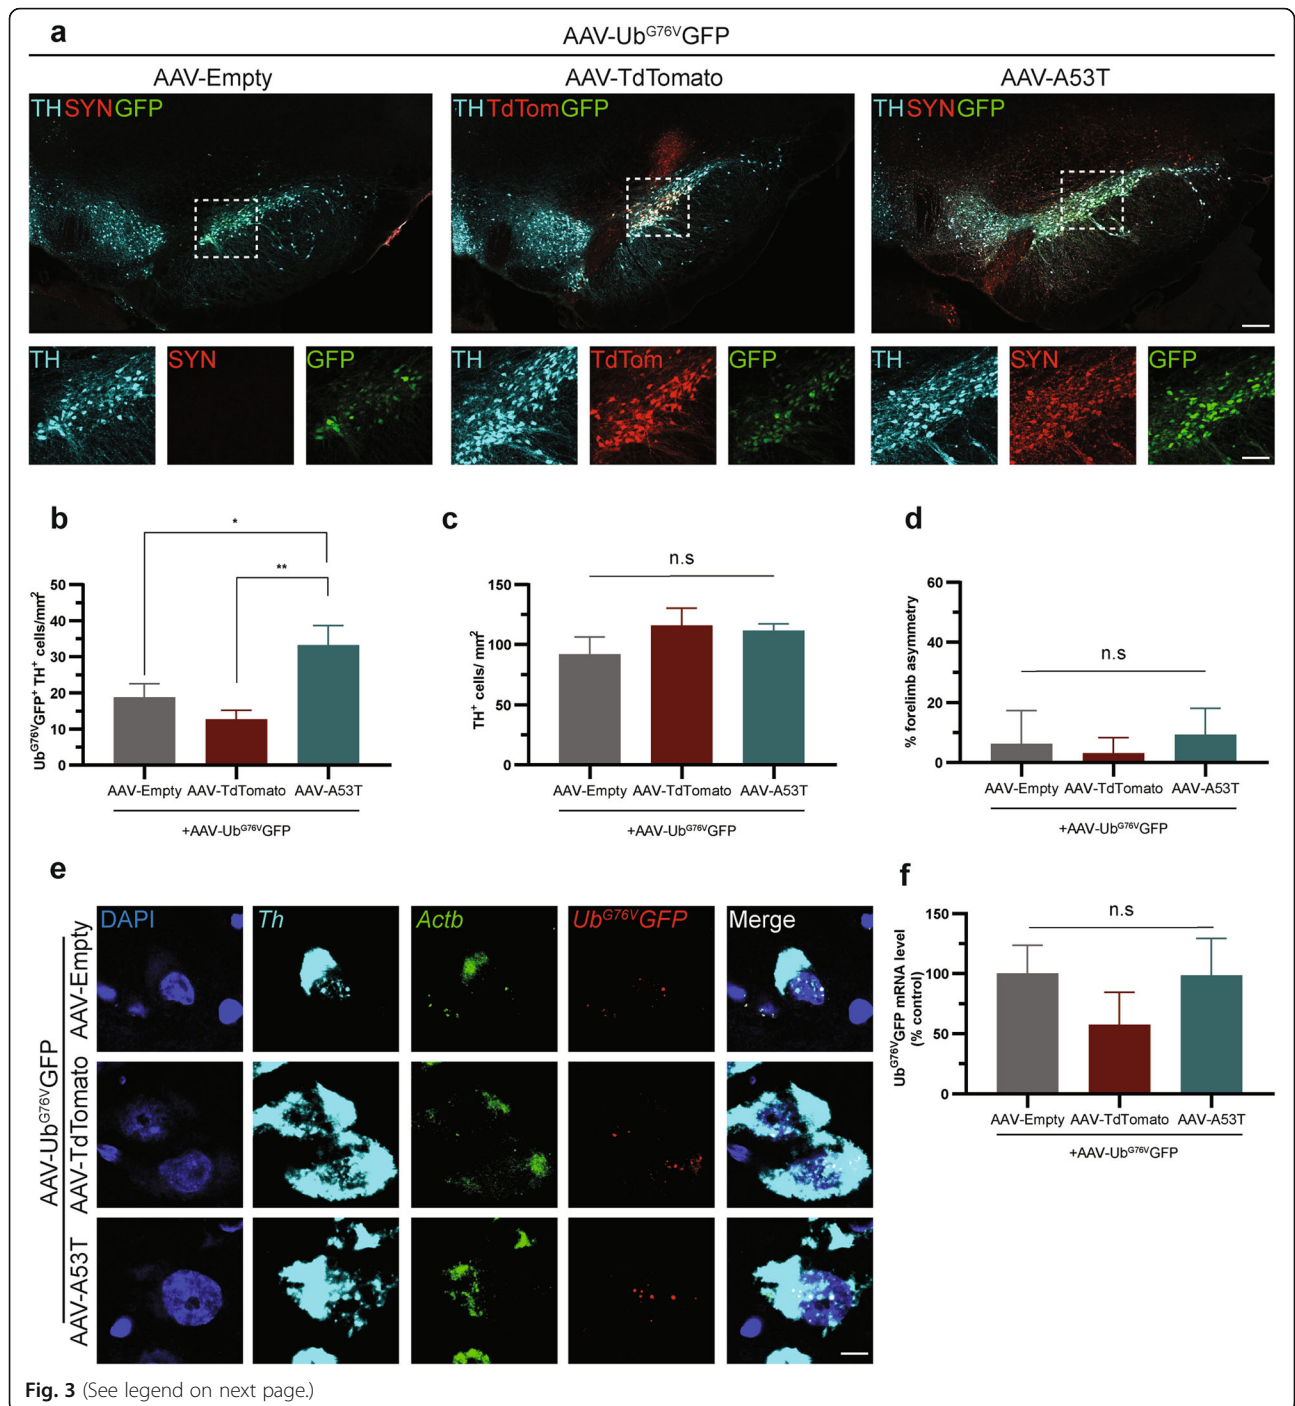 a
AAV-Ub^G76V GFP
AAV-Empty AAV-TdTomato AAV-A53T
TH SYN GFP TH TdTom GFP TH SYN GFP
TH SYN GFP TH TdTom GFP TH SYN GFP
b c d
* 
** n.s n.s
Ub^G76V GFP⁺ TH⁺ cells/mm²
50
40
30
20
10
0
AAV-Empty AAV-TdTomato AAV-A53T
+AAV-Ub^G76V GFP
TH⁺ cells/ mm²
150
100
50
0
AAV-Empty AAV-TdTomato AAV-A53T
+AAV-Ub^G76V GFP
% forelimb asymmetry
60
40
20
0
AAV-Empty AAV-TdTomato AAV-A53T
+AAV-Ub^G76V GFP
e
DAPI Th Actb Ub^G76V GFP Merge
AAV-Ub^G76V GFP
AAV-Empty
AAV-TdTomato
AAV-A53T
f
n.s
Ub^G76V GFP mRNA level
(% control)
150
100
50
0
AAV-Empty AAV-TdTomato AAV-A53T
+AAV-Ub^G76V GFP
Fig. 3 (See legend on next page.)